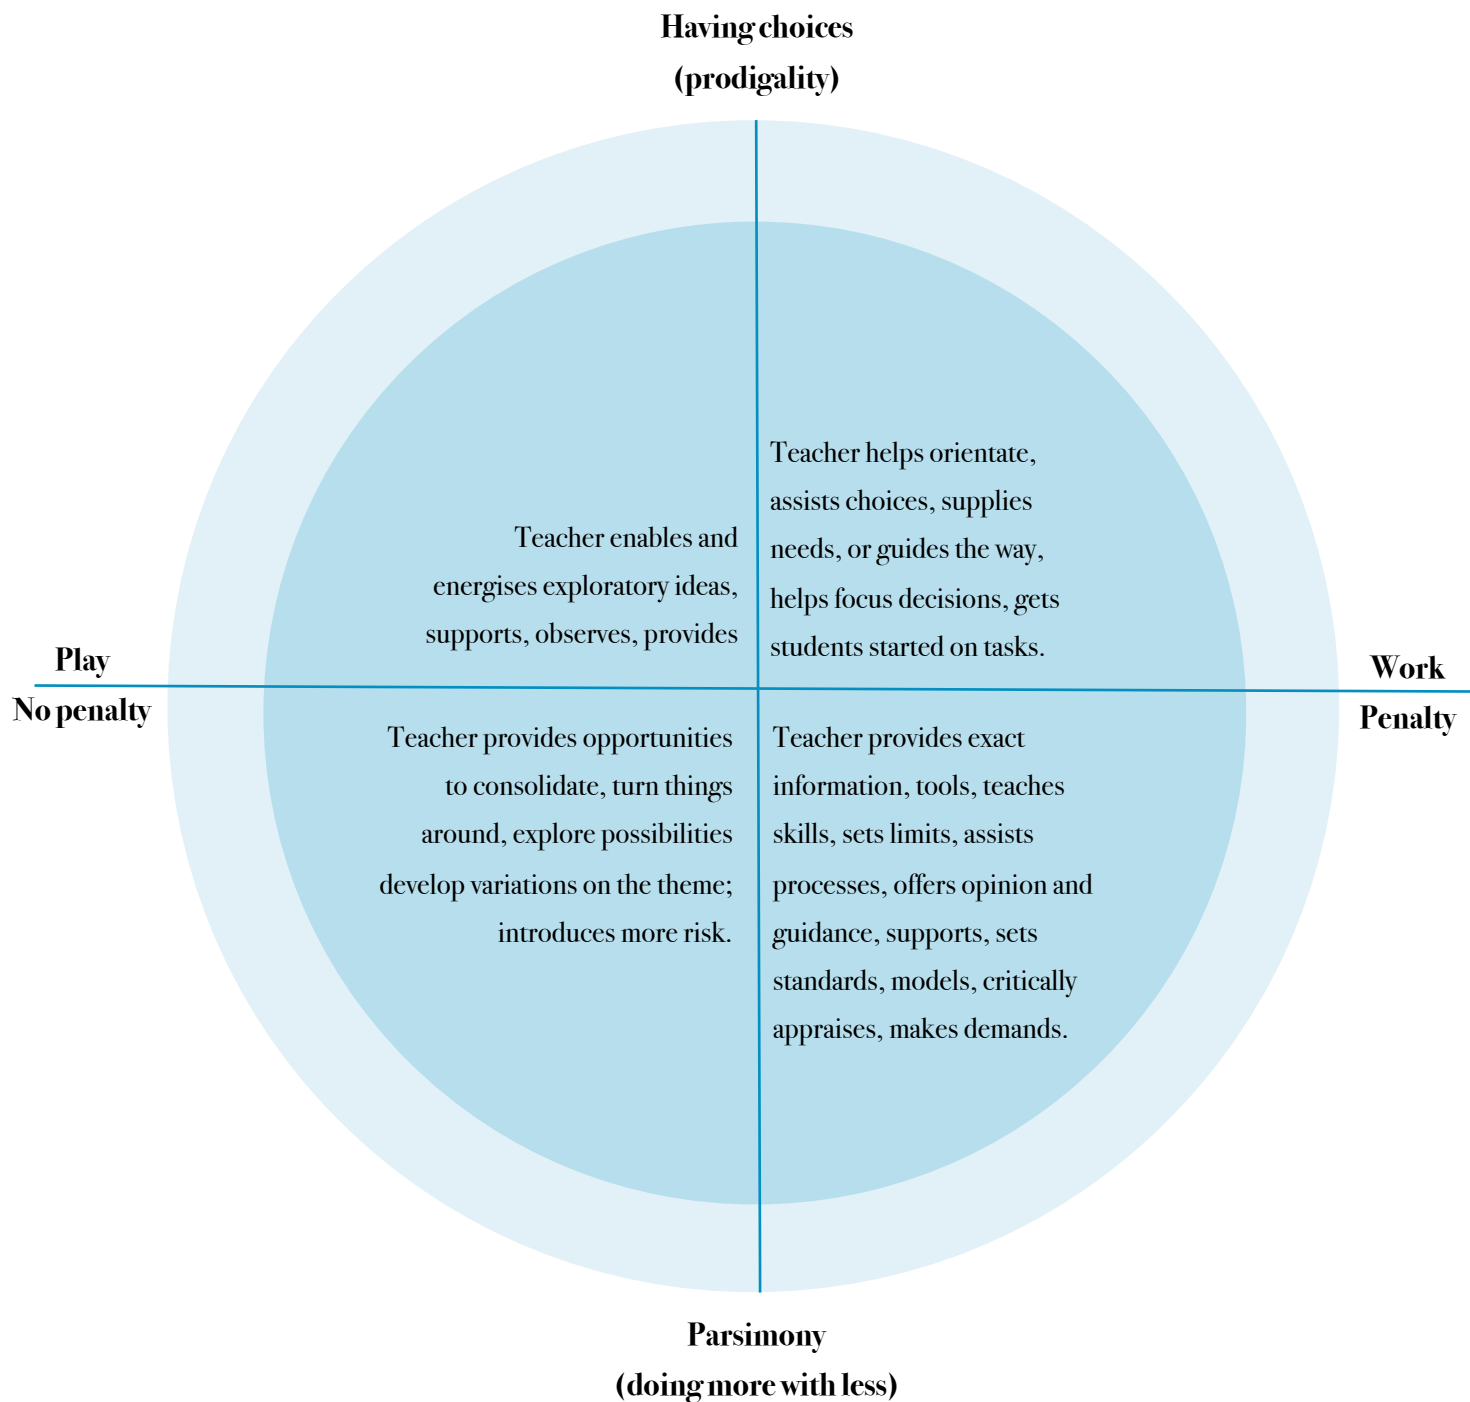 Having choices
(prodigality)
Teacher enables and
energises exploratory ideas,
supports, observes, provides
Teacher helps orientate,
assists choices, supplies
needs, or guides the way,
helps focus decisions, gets
students started on tasks.
Play
No penalty
Work
Penalty
Teacher provides opportunities
to consolidate, turn things
around, explore possibilities
develop variations on the theme;
introduces more risk.
Teacher provides exact
information, tools, teaches
skills, sets limits, assists
processes, offers opinion and
guidance, supports, sets
standards, models, critically
appraises, makes demands.
Parsimony
(doing more with less)